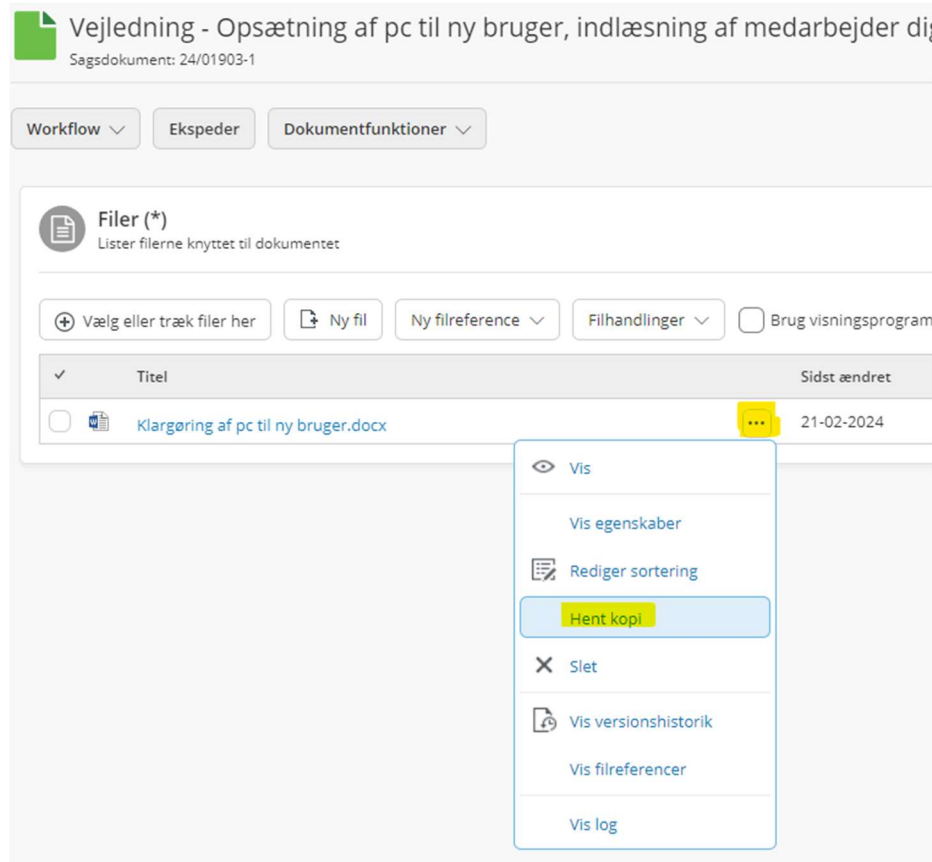 Vejledning - Opsætning af pc til ny bruger, indlæsning af medarbejder
Sagsdokument: 24/01903-1
Workflow Ekspeder Dokumentfunktioner
Filer (*)
Lister filerne knyttet til dokumentet
Vælg eller træk filer her Ny fil Ny filreference Filhandlinger Brug visningsprogram
Titel Sidst ændret
Klargøring af pc til ny bruger.docx ... 21-02-2024
Vis
Vis egenskaber
Rediger sortering
Hent kopi
Slet
Vis versionshistorik
Vis filreferencer
Vis log